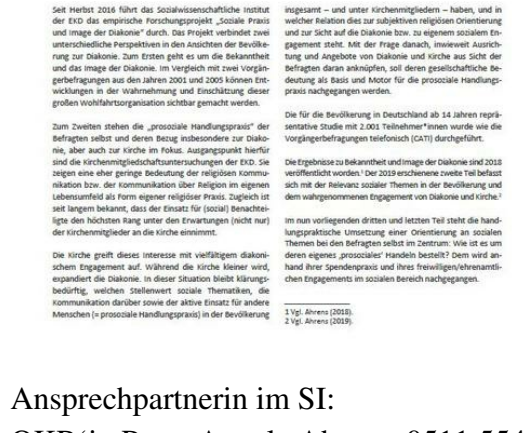 Seit Herbst 2016 führt das Sozialwissenschaftliche Institut
der EKD das empirische Forschungsprojekt „Soziale Praxis
und Image der Diakonie" durch. Das Projekt verbindet zwei
unterschiedliche Perspektiven in den Ansichten der Bevölke-
rung zur Diakonie. Zum Ersten geht es um die Bekanntheit
und das Image der Diakonie. Im Vergleich mit zwei Vorgän-
gerbefragungen aus den Jahren 2001 und 2005 können Ent-
wicklungen in der Wahrnehmung und Einschätzung dieser
großen Wohlfahrtsorganisation sichtbar gemacht werden.
Zum Zweiten stehen die „prosoziale Handlungspraxis" der
Befragten selbst und deren Bezug insbesondere zur Diako-
nie, aber auch zur Kirche im Fokus. Ausgangspunkt hierfür
sind die Kirchenmitgliedschaftsuntersuchungen der EKD. Sie
zeigen eine eher geringe Bedeutung der religiösen Kommu-
nikation bzw. der Kommunikation über Religion im eigenen
Lebensumfeld als Form eigener religiöser Praxis. Zugleich ist
seit langem bekannt, dass der Einsatz für (sozial) Benachtei-
ligte den höchsten Rang unter den Erwartungen (nicht nur)
der Kirchenmitglieder an die Kirche einnimmt.
Die Kirche greift dieses Interesse mit vielfältigem diakoni-
schem Engagement auf. Während die Kirche kleiner wird,
expandiert die Diakonie. In dieser Situation bleibt klärungs-
bedürftig, welchen Stellenwert soziale Thematiken, die
Kommunikation darüber sowie der aktive Einsatz für andere
Menschen (= prosoziale Handlungspraxis) in der Bevölkerung
insgesamt – und unter Kirchenmitgliedern – haben, und in
welcher Relation dies zur subjektiven religiösen Orientierung
und zur Sicht auf die Diakonie bzw. zu eigenem sozialem En-
gagement steht. Mit der Frage danach, inwieweit Ausrich-
tung und Angebote von Diakonie und Kirche aus Sicht der
Befragten daran anknüpfen, soll deren gesellschaftliche Be-
deutung als Basis und Motor für die prosoziale Handlungs-
praxis nachgegangen werden.
Die für die Bevölkerung in Deutschland ab 14 Jahren reprä-
sentative Studie mit 2.001 Teilnehmer*innen wurde wie die
Vorgängerbefragungen telefonisch (CATI) durchgeführt.
Die Ergebnisse zu Bekanntheit und Image der Diakonie sind 2018
veröffentlicht worden.¹ Der 2019 erschienene zweite Teil befasst
sich mit der Relevanz sozialer Themen in der Bevölkerung und
dem wahrgenommenen Engagement von Diakonie und Kirche.²
Im nun vorliegenden dritten und letzten Teil steht die hand-
lungspraktische Umsetzung einer Orientierung an sozialen
Themen bei den Befragten selbst im Zentrum: Wie ist es um
deren eigenes ‚prosoziales' Handeln bestellt? Dem wird an-
hand ihrer Spendenpraxis und ihres freiwilligen/ehrenamtli-
chen Engagements im sozialen Bereich nachgegangen.
1 Vgl. Ahrens (2018).
2 Vgl. Ahrens (2019).
Ansprechpartnerin im SI: